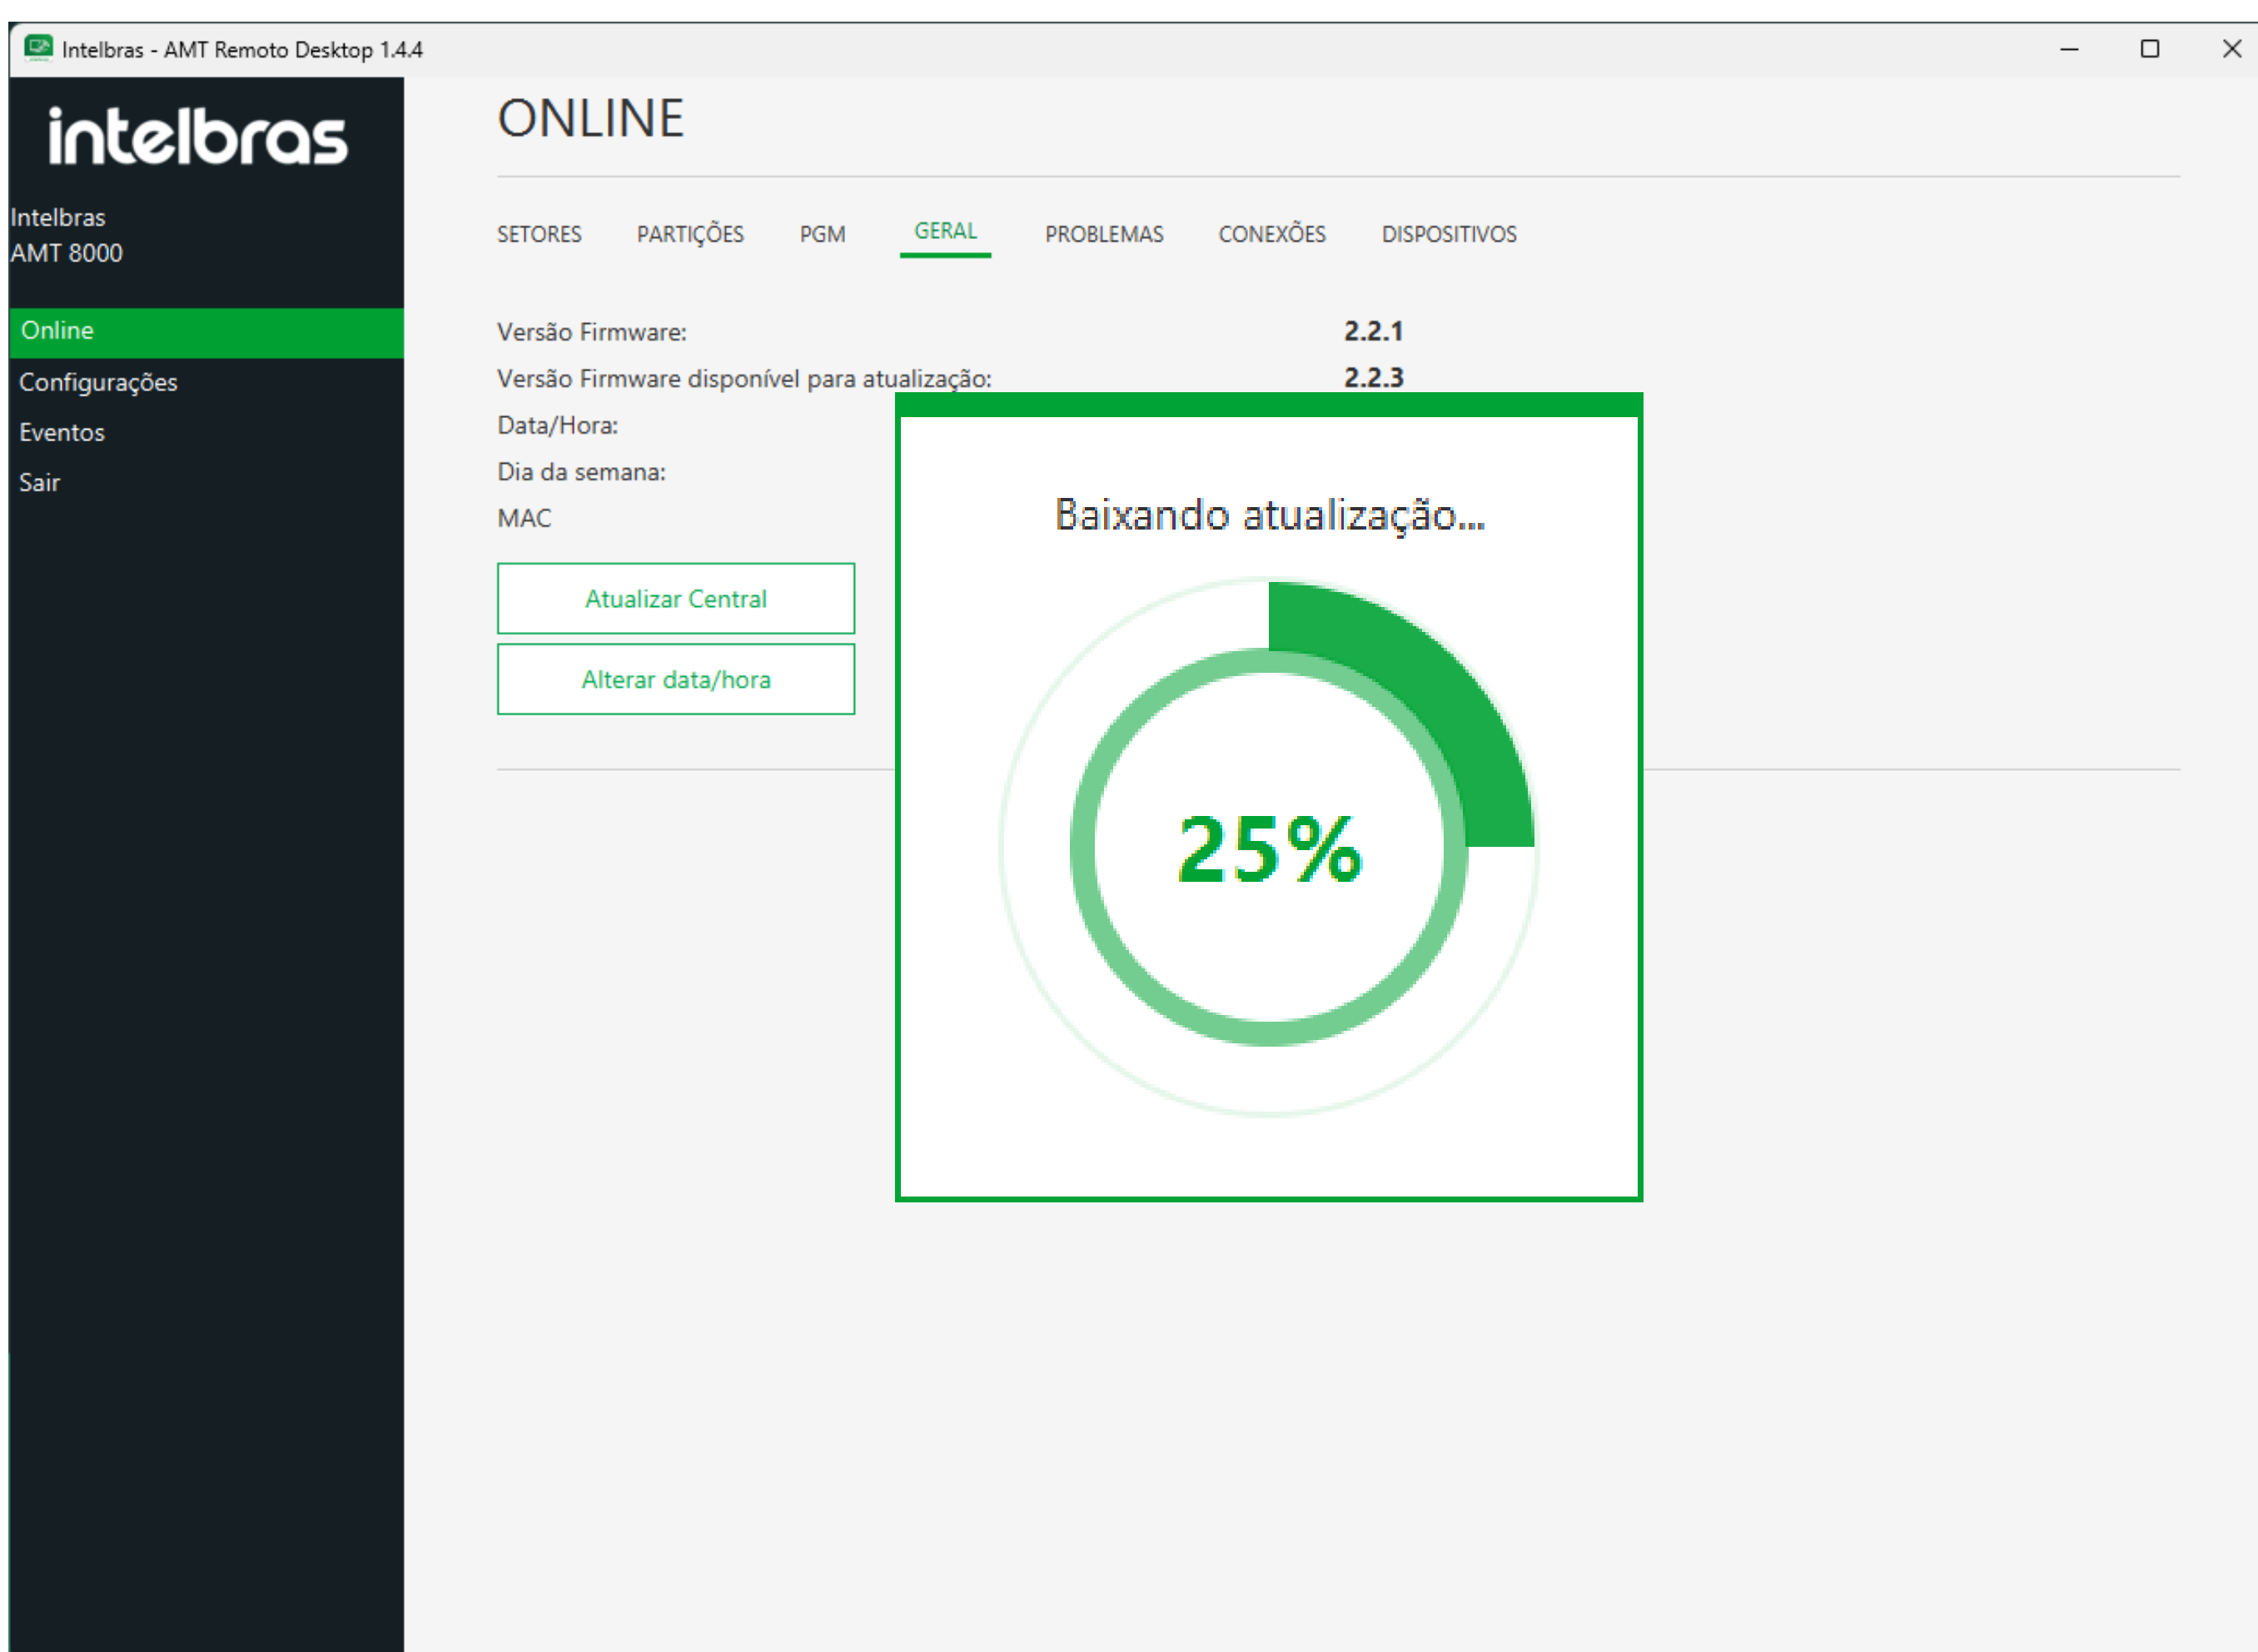 Intelbras - AMT Remoto Desktop 1.4.4
intelbras
Intelbras
AMT 8000
Online
Configurações
Eventos
Sair
ONLINE
SETORES PARTIÇÕES PGM GERAL PROBLEMAS CONEXÕES DISPOSITIVOS
Versão Firmware: 2.2.1
Versão Firmware disponível para atualização: 2.2.3
Data/Hora:
Dia da semana:
MAC
Atualizar Central
Alterar data/hora
Baixando atualização...
25%